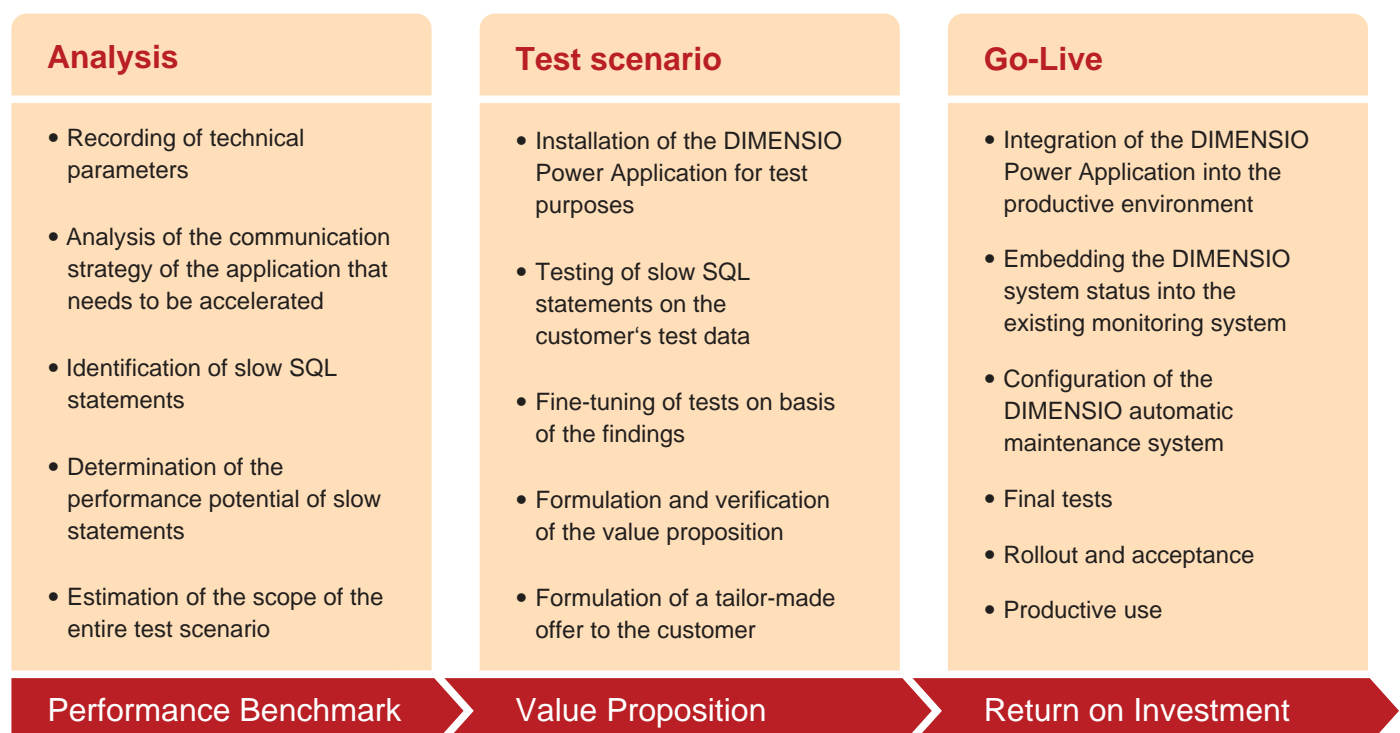 Analysis
• Recording of technical
parameters
• Analysis of the communication
strategy of the application that
needs to be accelerated
• Identification of slow SQL
statements
• Determination of the
performance potential of slow
statements
• Estimation of the scope of the
entire test scenario
Performance Benchmark
Test scenario
• Installation of the DIMENSIO
Power Application for test
purposes
• Testing of slow SQL
statements on the
customer‘s test data
• Fine-tuning of tests on basis
of the findings
• Formulation and verification
of the value proposition
• Formulation of a tailor-made
offer to the customer
Value Proposition
Go-Live
• Integration of the DIMENSIO
Power Application into the
productive environment
• Embedding the DIMENSIO
system status into the
existing monitoring system
• Configuration of the
DIMENSIO automatic
maintenance system
• Final tests
• Rollout and acceptance
• Productive use
Return on Investment